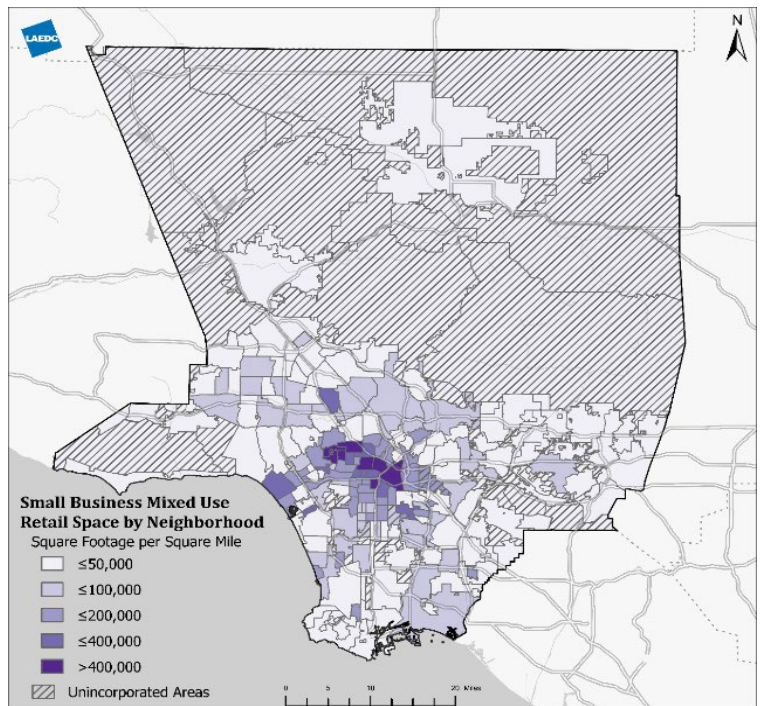 LAEDC
N
Small Business Mixed Use
Retail Space by Neighborhood
Square Footage per Square Mile
≤50,000
≤100,000
≤200,000
≤400,000
>400,000
Unincorporated Areas
0 5 10 20 Miles